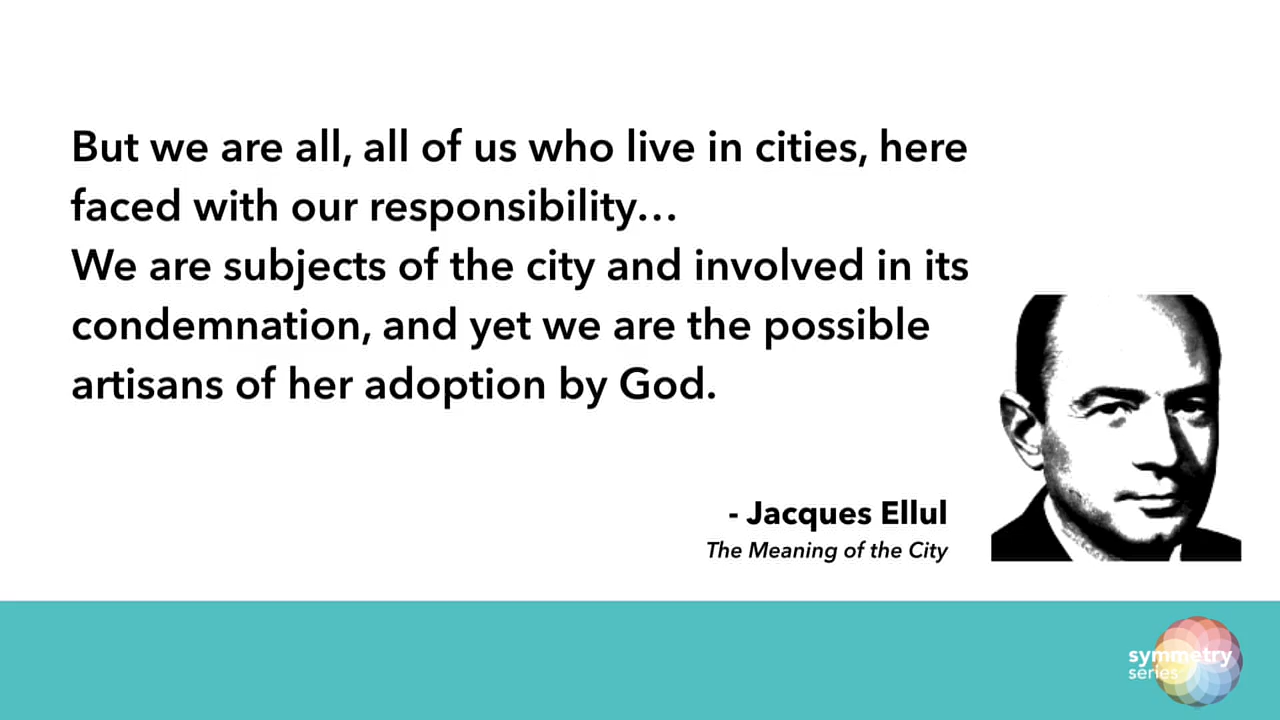 But we are all, all of us who live in cities, here
faced with our responsibility…
We are subjects of the city and involved in its
condemnation, and yet we are the possible
artisans of her adoption by God.
- Jacques Ellul
The Meaning of the City
symmetry
series